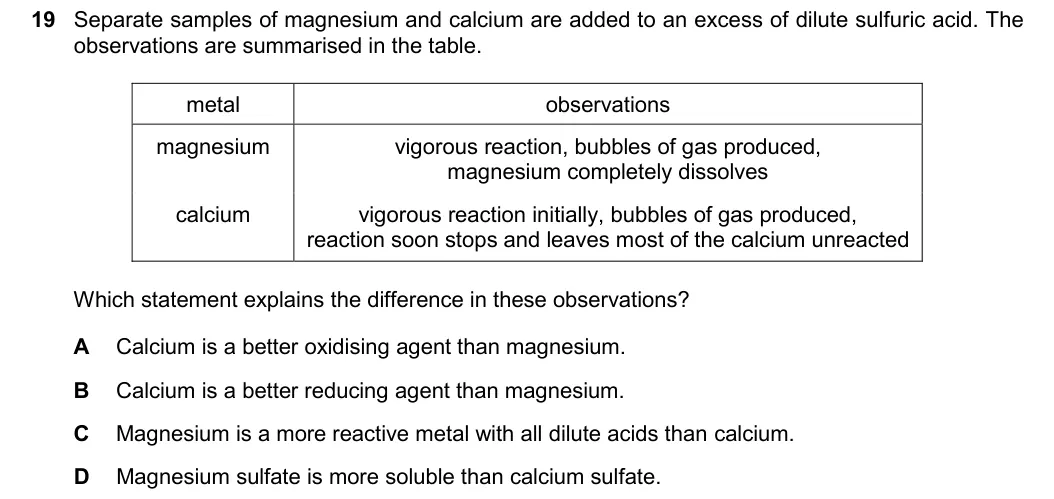 19 Separate samples of magnesium and calcium are added to an excess of dilute sulfuric acid. The
observations are summarised in the table.
metal observations
magnesium vigorous reaction, bubbles of gas produced,
magnesium completely dissolves
calcium vigorous reaction initially, bubbles of gas produced,
reaction soon stops and leaves most of the calcium unreacted
Which statement explains the difference in these observations?
A Calcium is a better oxidising agent than magnesium.
B Calcium is a better reducing agent than magnesium.
C Magnesium is a more reactive metal with all dilute acids than calcium.
D Magnesium sulfate is more soluble than calcium sulfate.